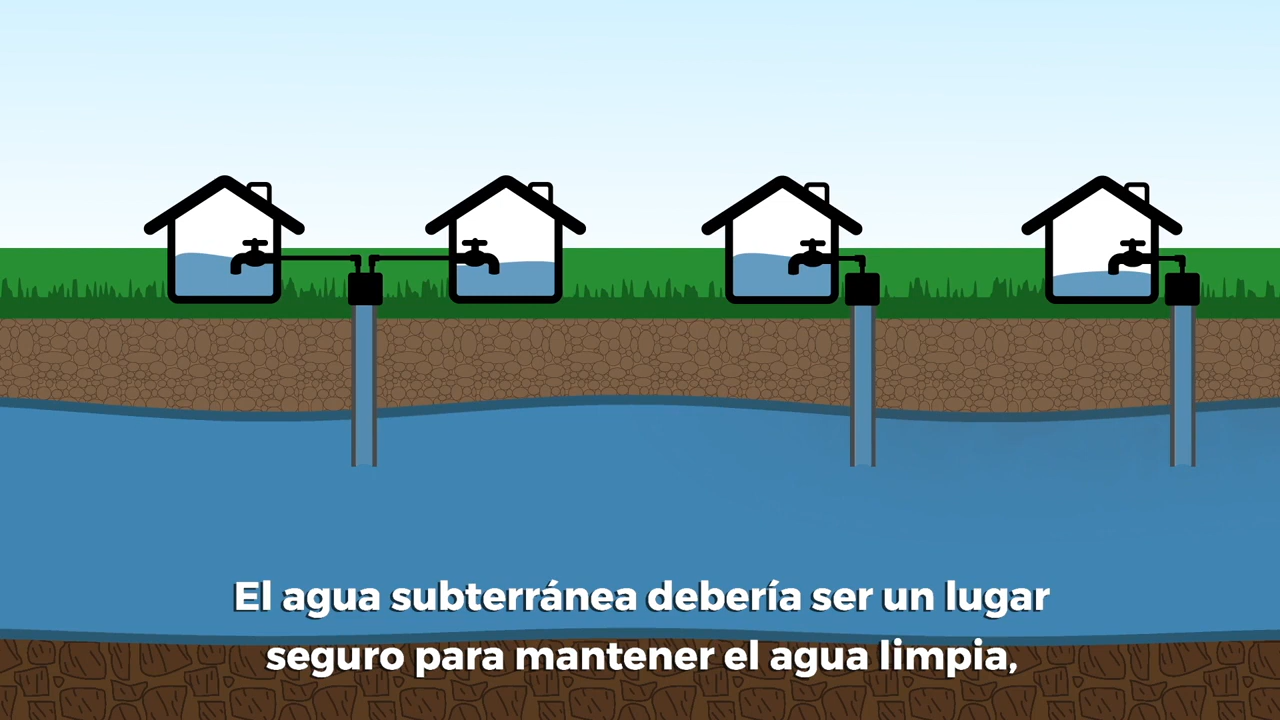 El agua subterránea debería ser un lugar
seguro para mantener el agua limpia,